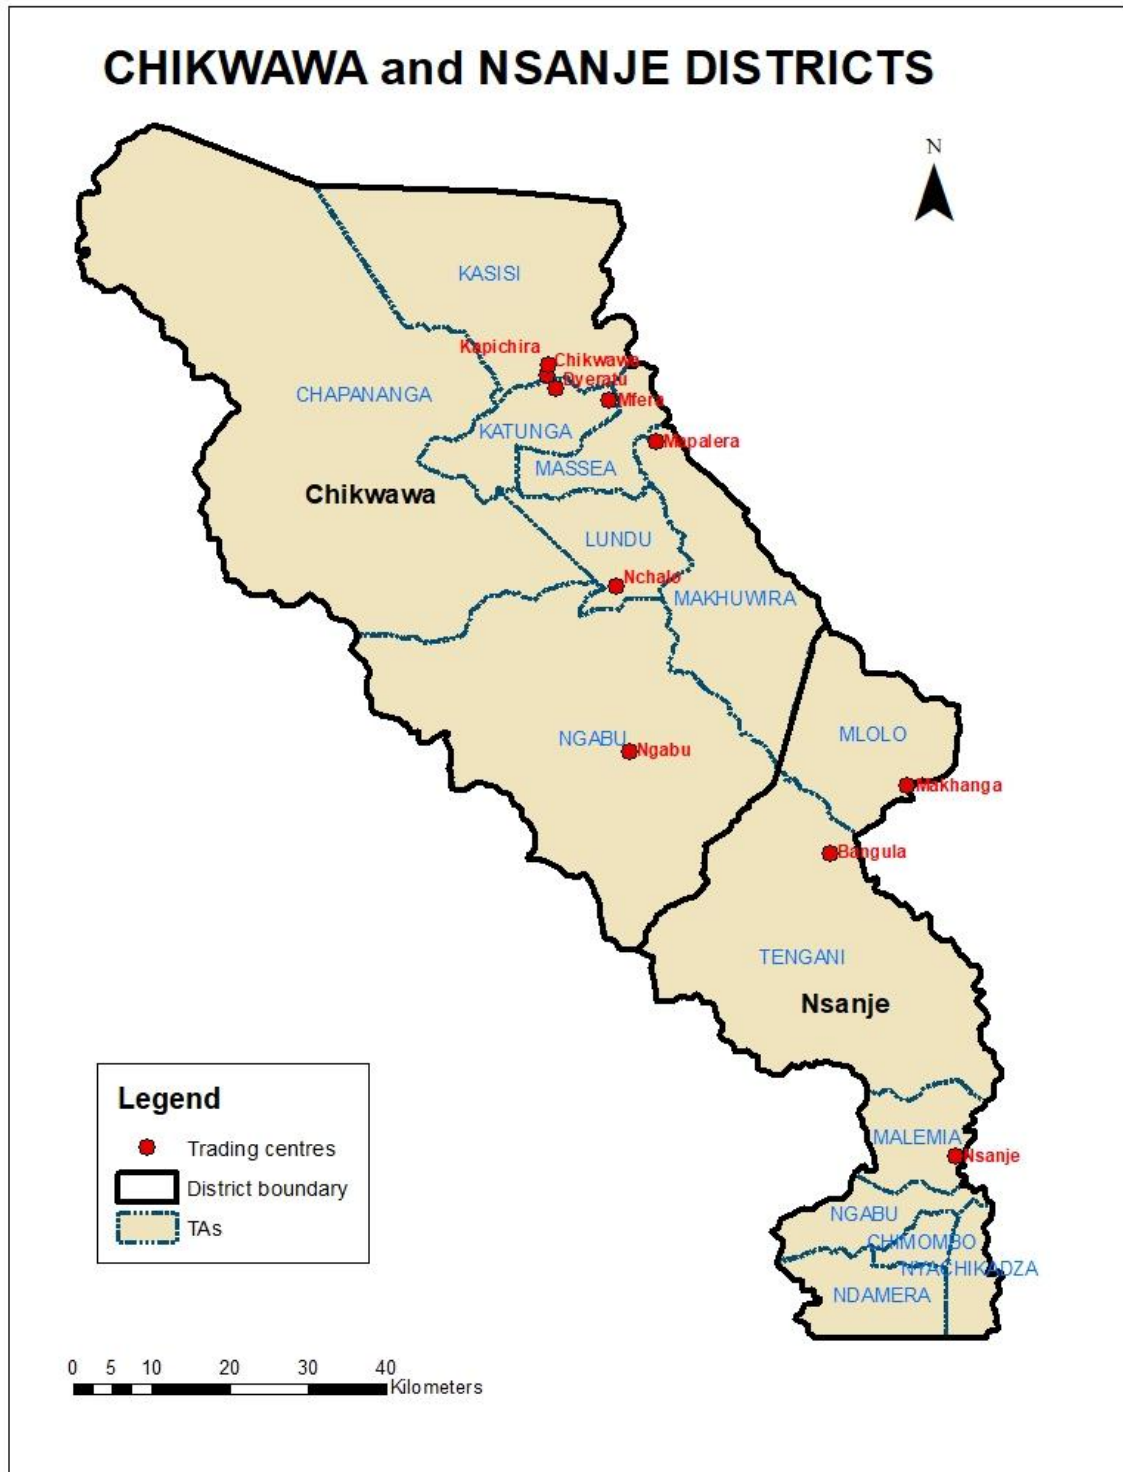 CHIKWAWA and NSANJE DISTRICTS
N
KASISI
Kapichira
Chikwawa
Dyeratu
CHAPANANGA
Mfera
KATUNGA
Mapalera
MASSEA
Chikwawa
LUNDU
Nchalo
MAKHUWIRA
MLOLO
NGABU
Ngabu
Makhanga
Bangula
TENGANI
Nsanje
Legend
Trading centres
District boundary
TAs
MALEMIA
Nsanje
NGABU
CHIMOMBO
NYACHIKADZA
NDAMERA
0 5 10 20 30 40
Kilometers